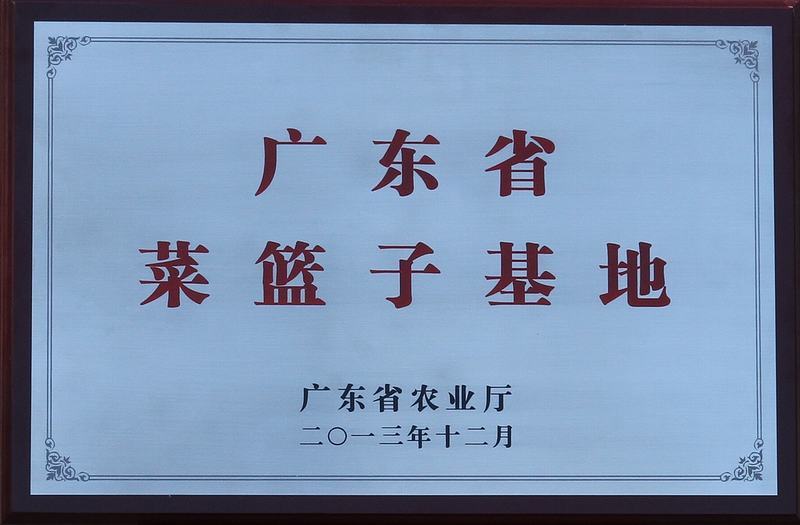 广东省
菜篮子基地
广东省农业厅
二〇一三年十二月